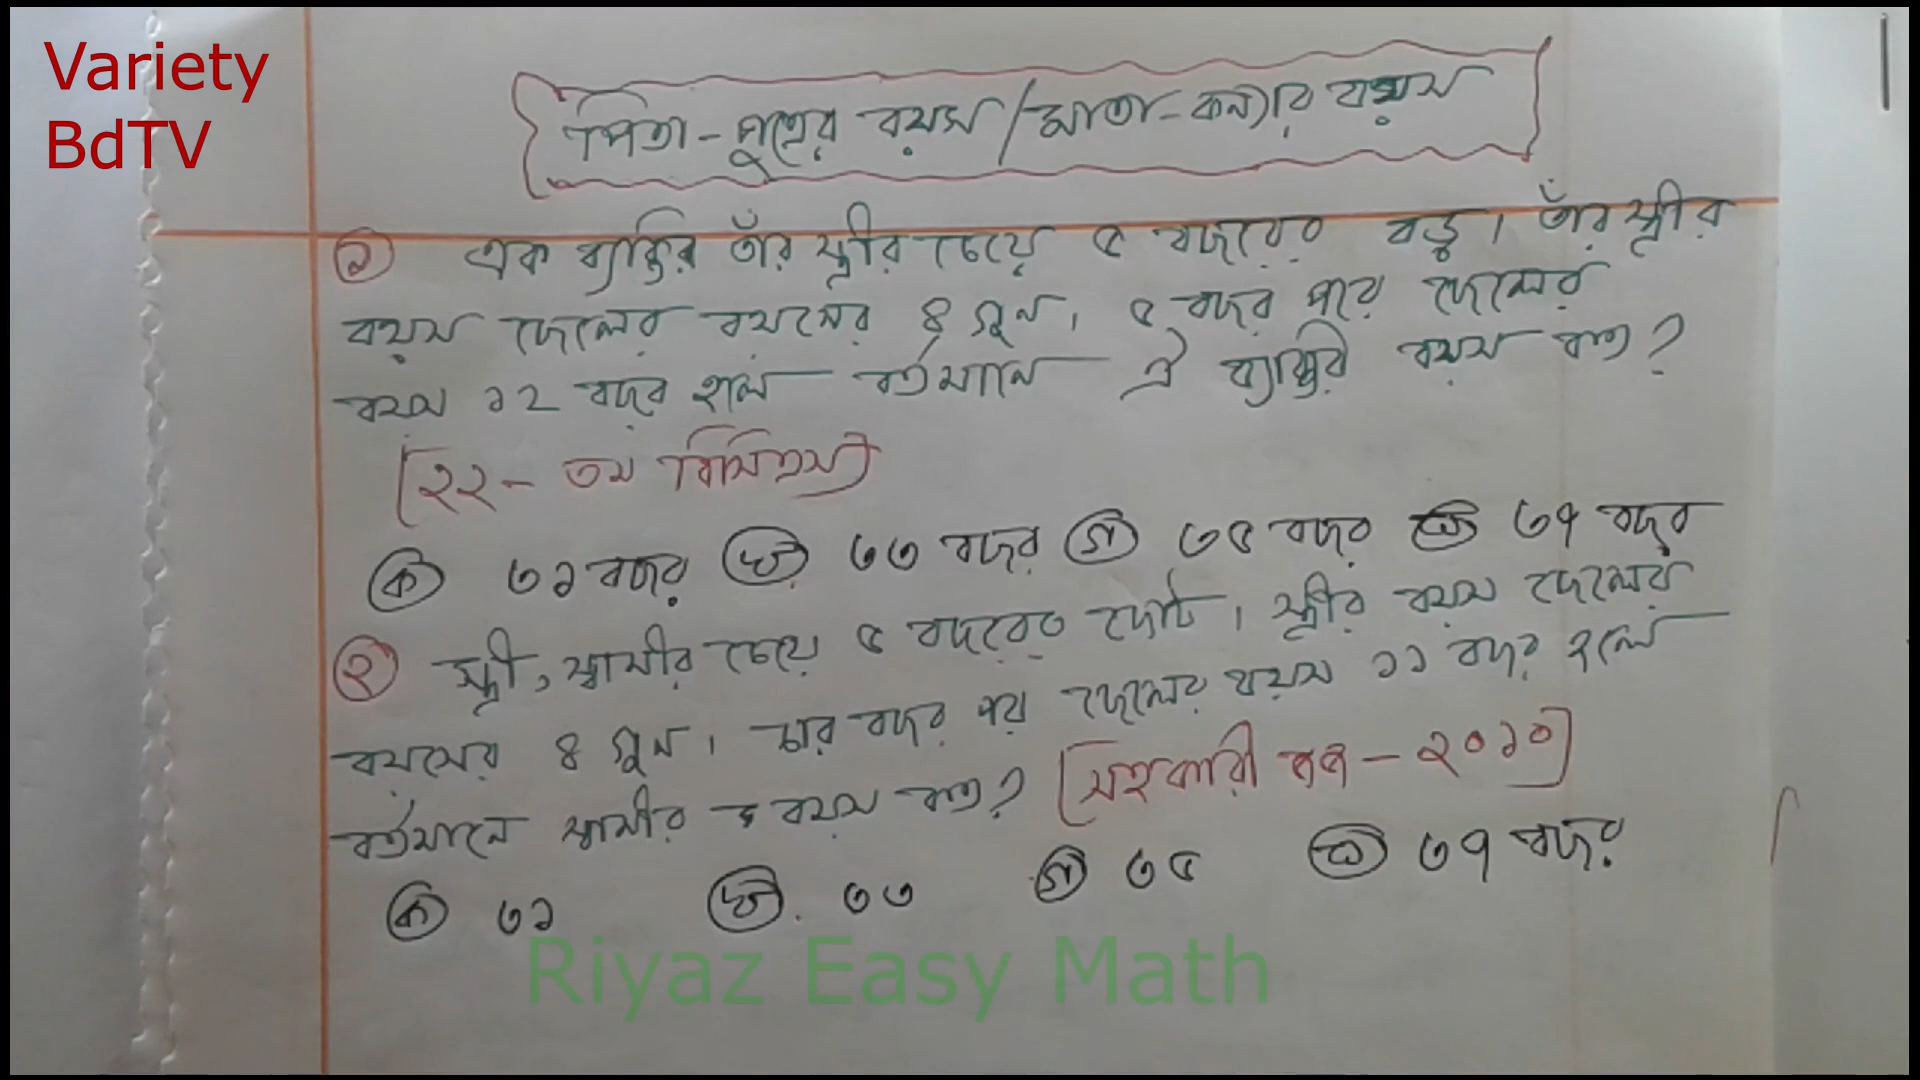 Variety
BdTV
পিতা-পুত্রের বয়স/মাতা-কন্যার বয়স
১ এক ব্যক্তির তাঁর স্ত্রীর চেয়ে ৫ বছরের বড়। তাঁর স্ত্রীর
বয়স ছেলের বয়সের ৪ গুন। ৫ বছর পরে ছেলের
বয়স ১২ বছর হলে বর্তমানে ঐ ব্যক্তির বয়স কত?
[২২-তম বিসিএস]
ক ৩১ বছর খ ৩৩ বছর গ ৩৫ বছর ঘ ৩৭ বছর
২ স্ত্রী, স্বামীর চেয়ে ৫ বছরের ছোট। স্ত্রীর বয়স ছেলের
বয়সের ৪ গুন। চার বছর পর ছেলের বয়স ১১ বছর হলে
বর্তমানে স্বামীর বয়স কত? [সহকারী - ২০১০]
ক ৩১ খ. ৩৩ গ ৩৫ ঘ ৩৭ বছর
Riyaz Easy Math